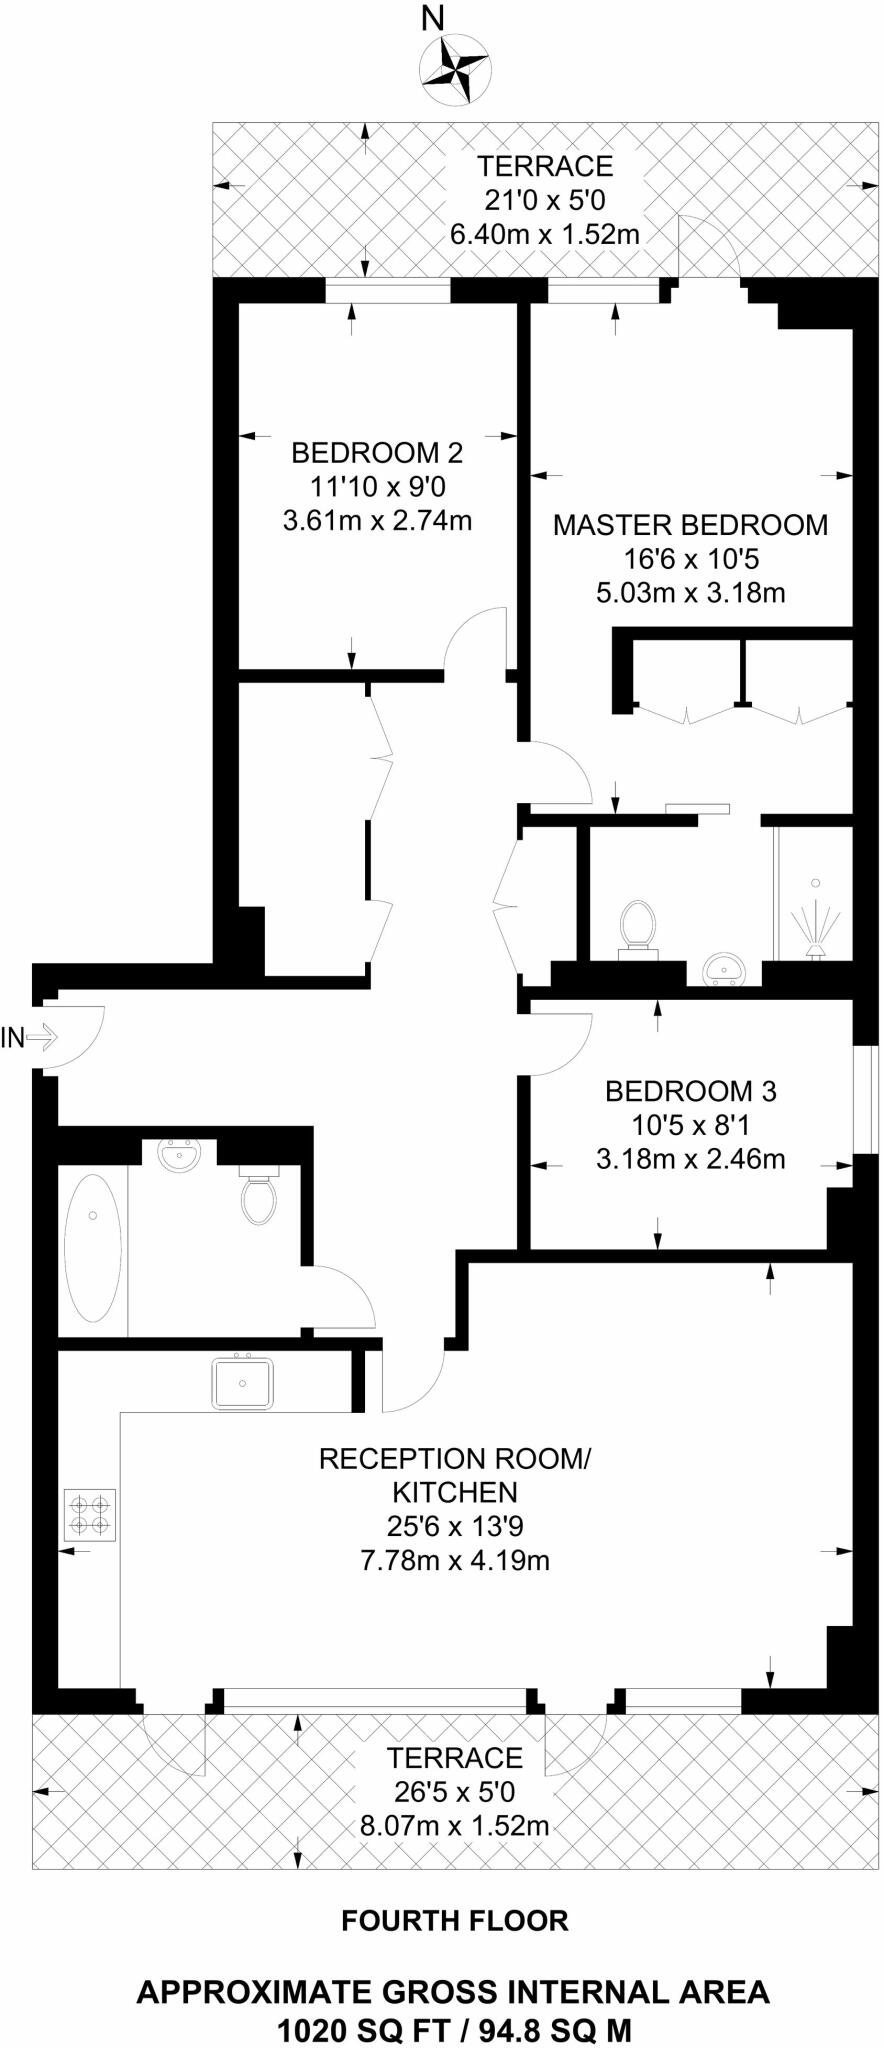 N
TERRACE
21'0 x 5'0
6.40m x 1.52m
BEDROOM 2
11'10 x 9'0
3.61m x 2.74m
MASTER BEDROOM
16'6 x 10'5
5.03m x 3.18m
IN
BEDROOM 3
10'5 x 8'1
3.18m x 2.46m
RECEPTION ROOM/
KITCHEN
25'6 x 13'9
7.78m x 4.19m
TERRACE
26'5 x 5'0
8.07m x 1.52m
FOURTH FLOOR
APPROXIMATE GROSS INTERNAL AREA
1020 SQ FT / 94.8 SQ M